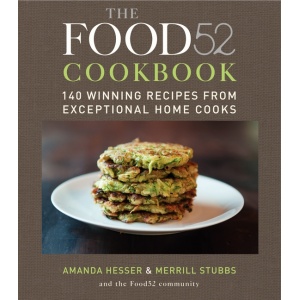 THE
FOOD52
COOKBOOK
140 WINNING RECIPES FROM
EXCEPTIONAL HOME COOKS
AMANDA HESSER & MERRILL STUBBS
and the Food52 community